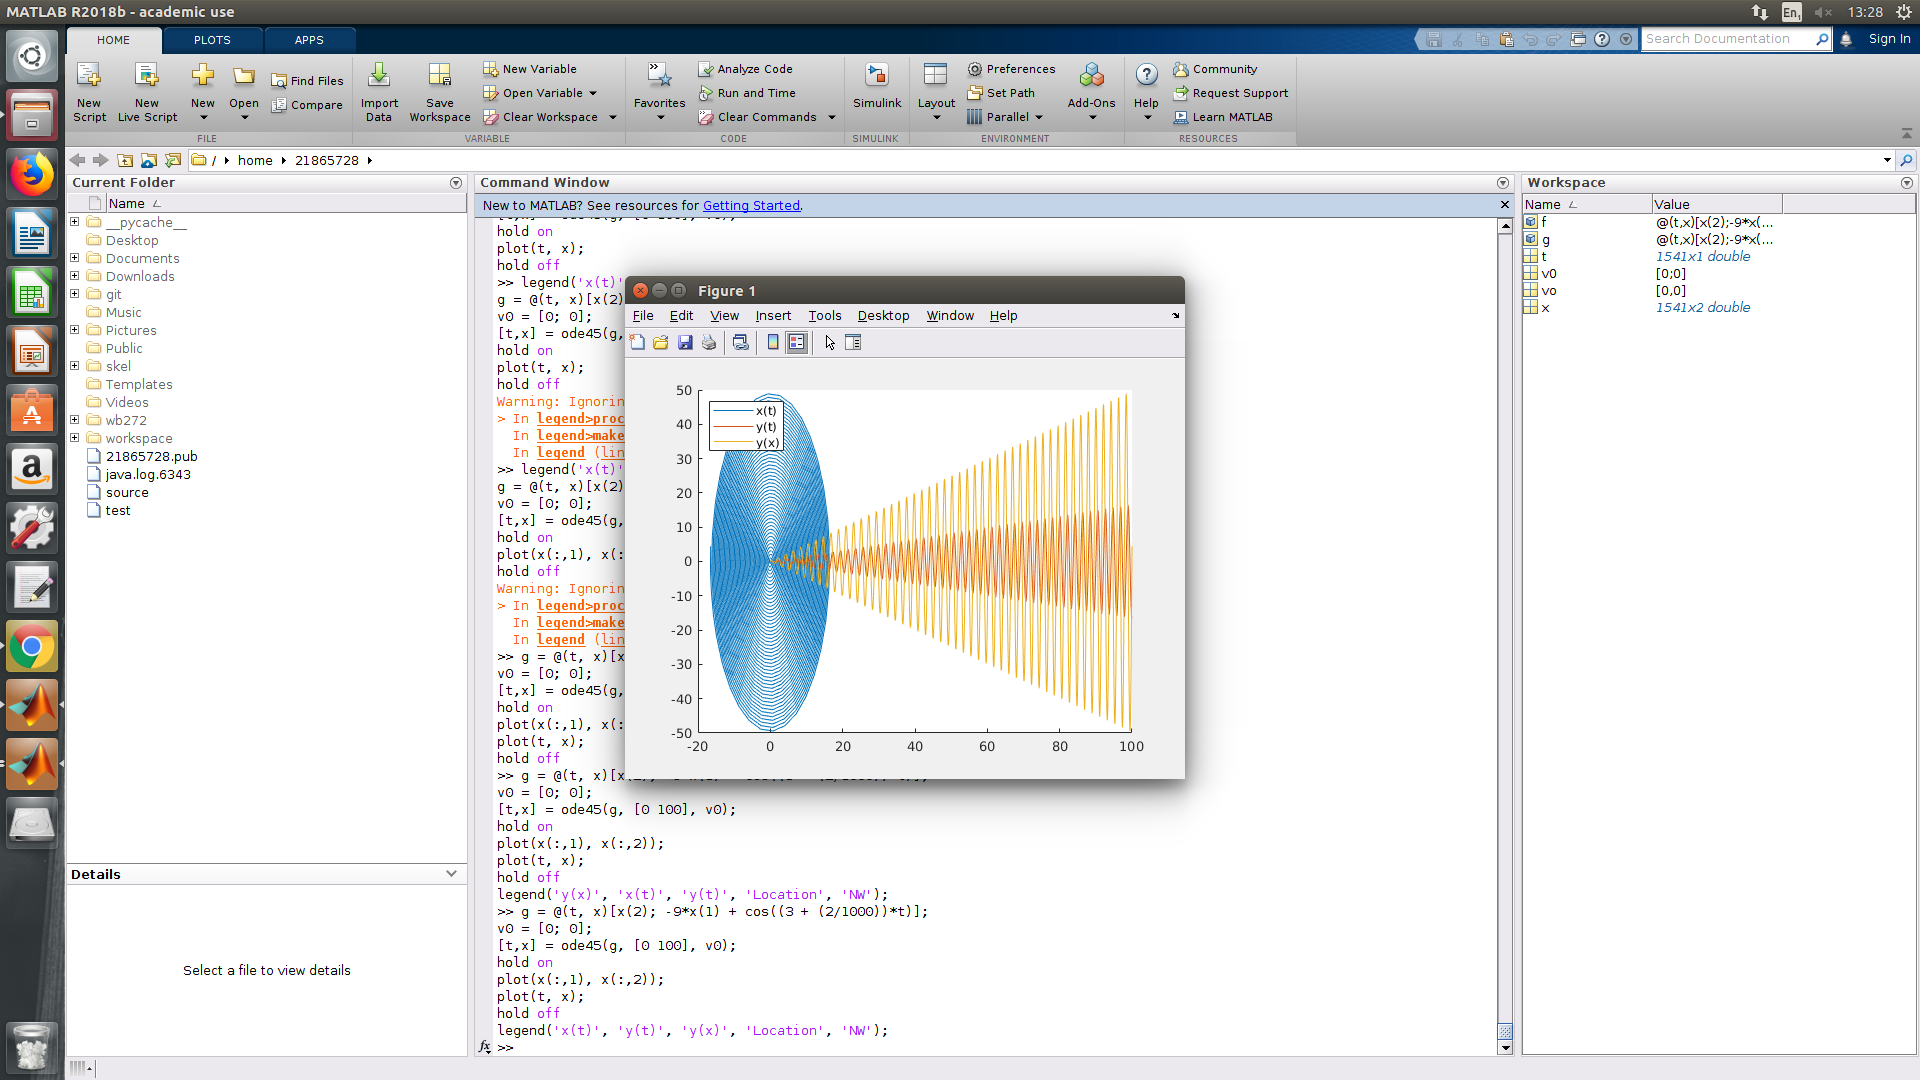 MATLAB R2018b - academic use
En1 13:28
HOME PLOTS APPS
Search Documentation Sign In
New Script
New Live Script
New
Open
Find Files
Compare
FILE
Import Data
Save Workspace
New Variable
Open Variable
Clear Workspace
VARIABLE
Favorites
Analyze Code
Run and Time
Clear Commands
CODE
Simulink
SIMULINK
Layout
Preferences
Set Path
Parallel
Add-Ons
ENVIRONMENT
Help
Community
Request Support
Learn MATLAB
RESOURCES
/ home 21865728
Current Folder
Name
__pycache__
Desktop
Documents
Downloads
git
Music
Pictures
Public
skel
Templates
Videos
wb272
workspace
21865728.pub
java.log.6343
source
test
Details
Select a file to view details
Command Window
New to MATLAB? See resources for Getting Started.
hold on
plot(t, x);
hold off
>> legend('x(t)'
g = @(t, x)[x(2)
v0 = [0; 0];
[t,x] = ode45(g,
hold on
plot(t, x);
hold off
Warning: Ignorin
> In legend>proc
In legend>make
In legend (lin
>> legend('x(t)'
g = @(t, x)[x(2)
v0 = [0; 0];
[t,x] = ode45(g,
hold on
plot(x(:,1), x(:
hold off
Warning: Ignorin
> In legend>proc
In legend>make
In legend (lin
>> g = @(t, x)[x
v0 = [0; 0];
[t,x] = ode45(g,
hold on
plot(x(:,1), x(:
plot(t, x);
hold off
>> g = @(t, x)[x
v0 = [0; 0];
[t,x] = ode45(g, [0 100], v0);
hold on
plot(x(:,1), x(:,2));
plot(t, x);
hold off
legend('y(x)', 'x(t)', 'y(t)', 'Location', 'NW');
>> g = @(t, x)[x(2); -9*x(1) + cos((3 + (2/1000))*t)];
v0 = [0; 0];
[t,x] = ode45(g, [0 100], v0);
hold on
plot(x(:,1), x(:,2));
plot(t, x);
hold off
legend('x(t)', 'y(t)', 'y(x)', 'Location', 'NW');
fx >>
Figure 1
File Edit View Insert Tools Desktop Window Help
x(t)
y(t)
y(x)
50
40
30
20
10
0
-10
-20
-30
-40
-50
-20 0 20 40 60 80 100
Workspace
Name Value
f @(t,x)[x(2);-9*x(...
g @(t,x)[x(2);-9*x(...
t 1541x1 double
v0 [0;0]
vo [0,0]
x 1541x2 double